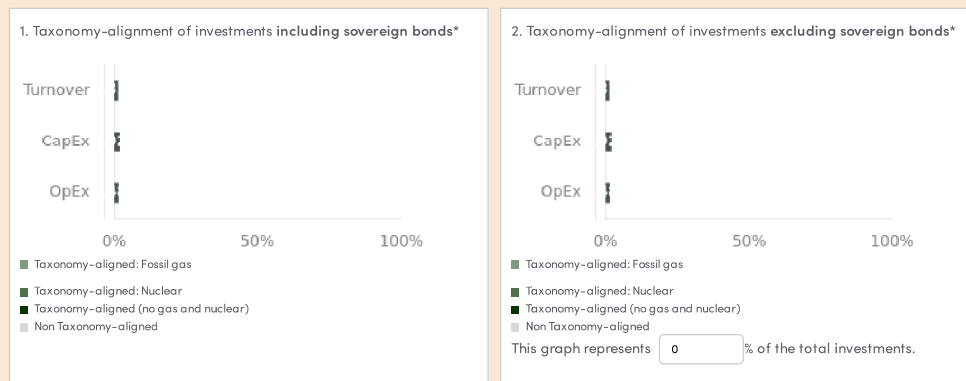 1. Taxonomy-alignment of investments including sovereign bonds*
Turnover
CapEx
OpEx
0% 50% 100%
Taxonomy-aligned: Fossil gas
Taxonomy-aligned: Nuclear
Taxonomy-aligned (no gas and nuclear)
Non Taxonomy-aligned
2. Taxonomy-alignment of investments excluding sovereign bonds*
Turnover
CapEx
OpEx
0% 50% 100%
Taxonomy-aligned: Fossil gas
Taxonomy-aligned: Nuclear
Taxonomy-aligned (no gas and nuclear)
Non Taxonomy-aligned
This graph represents 0 % of the total investments.